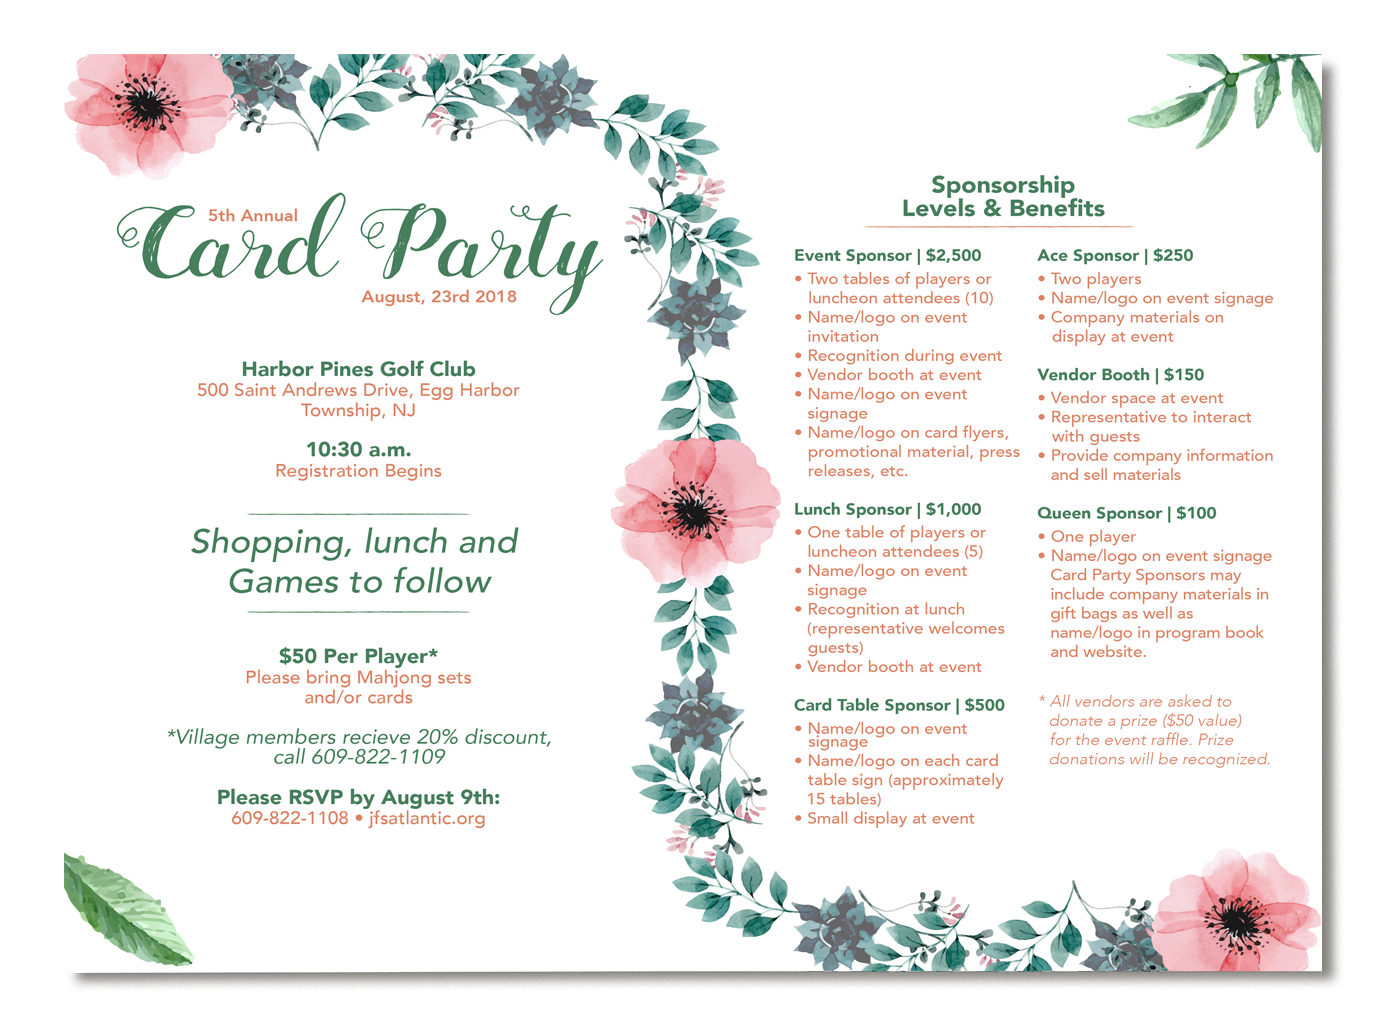 5th Annual
Card Party
August, 23rd 2018
Harbor Pines Golf Club
500 Saint Andrews Drive, Egg Harbor
Township, NJ
10:30 a.m.
Registration Begins
Shopping, lunch and
Games to follow
$50 Per Player*
Please bring Mahjong sets
and/or cards
*Village members recieve 20% discount,
call 609-822-1109
Please RSVP by August 9th:
609-822-1108 • jfsatlantic.org
Sponsorship
Levels & Benefits
Event Sponsor | $2,500
• Two tables of players or
luncheon attendees (10)
• Name/logo on event
invitation
• Recognition during event
• Vendor booth at event
• Name/logo on event
signage
• Name/logo on card flyers,
promotional material, press
releases, etc.
Lunch Sponsor | $1,000
• One table of players or
luncheon attendees (5)
• Name/logo on event
signage
• Recognition at lunch
(representative welcomes
guests)
• Vendor booth at event
Card Table Sponsor | $500
• Name/logo on event
signage
• Name/logo on each card
table sign (approximately
15 tables)
• Small display at event
Ace Sponsor | $250
• Two players
• Name/logo on event signage
• Company materials on
display at event
Vendor Booth | $150
• Vendor space at event
• Representative to interact
with guests
• Provide company information
and sell materials
Queen Sponsor | $100
• One player
• Name/logo on event signage
Card Party Sponsors may
include company materials in
gift bags as well as
name/logo in program book
and website.
* All vendors are asked to
donate a prize ($50 value)
for the event raffle. Prize
donations will be recognized.